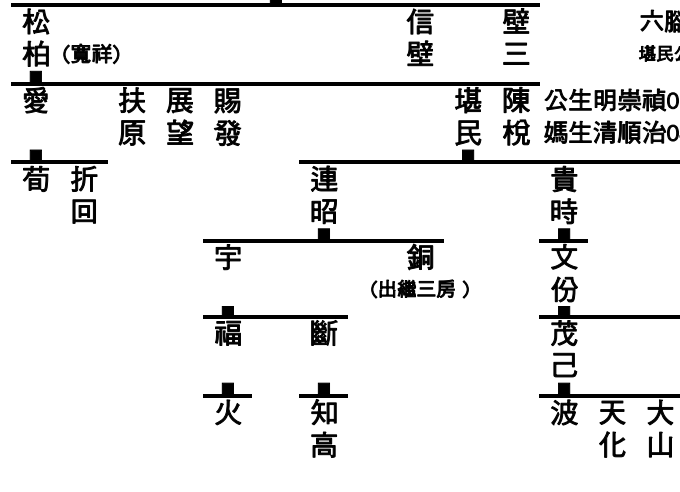 松柏（寬祥） 信壁 壁三 六腳
堪民公
愛 扶原 展望 賜發 堪民 陳梲 公生明崇禎0
媽生清順治0
荀 折回 連昭 貴時
宇 銅（出繼三房 ） 文份
福 斷 茂己
火 知高 波 天化 大山